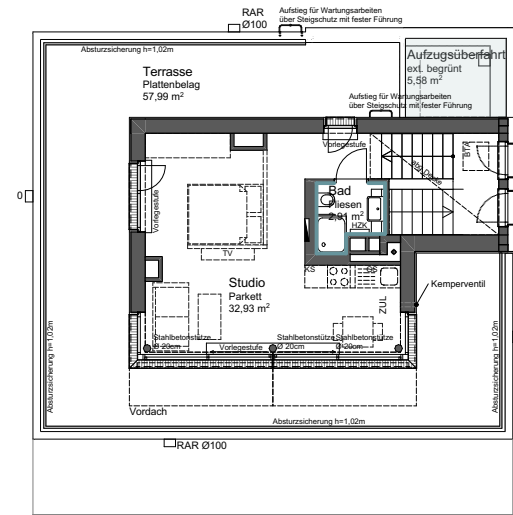 RAR
Ø100
Aufstieg für Wartungsarbeiten
über Steigschutz mit fester Führung
Absturzsicherung h=1,02m
Terrasse
Plattenbelag
57,99 m²
Aufzugsüberfahrt
ext. begrünt
5,58 m²
Aufstieg für Wartungsarbeiten
über Steigschutz mit fester Führung
Vorlegestufe
BTA
Bad
Fliesen
2,91 m²
HZK
0
Vorlegestufe
TV
Studio
Parkett
32,93 m²
KS
GS
ZUL
Kemperventil
Stahlbetonstütze
Ø 20cm
Vorlegestufe
Stahlbetonstütze
Ø 20cm
Stahlbetonstütze
Ø 20cm
Absturzsicherung h=1,02m
Absturzsicherung h=1,02m
Vordach
Absturzsicherung h=1,02m
RAR Ø100